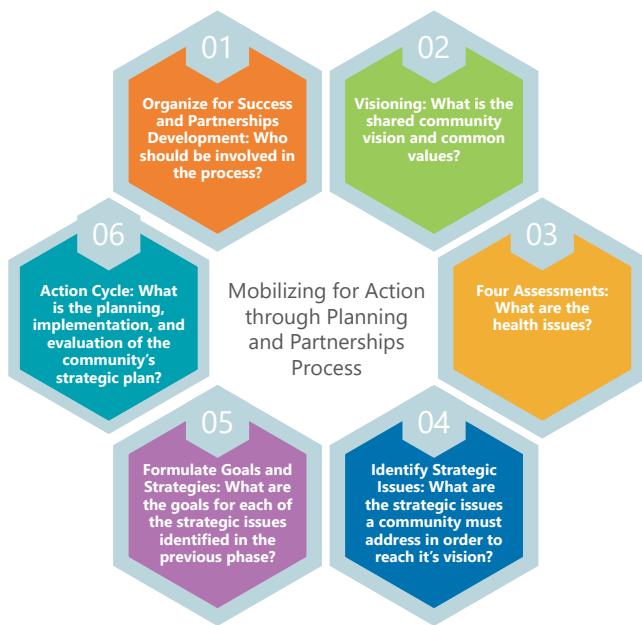 01
Organize for Success
and Partnerships
Development: Who
should be involved in
the process?
02
Visioning: What is the
shared community
vision and common
values?
03
Four Assessments:
What are the
health issues?
04
Identify Strategic
Issues: What are
the strategic issues
a community must
address in order to
reach it's vision?
05
Formulate Goals and
Strategies: What are
the goals for each of
the strategic issues
identified in the
previous phase?
06
Action Cycle: What
is the planning,
implementation, and
evaluation of the
community's
strategic plan?
Mobilizing for Action
through Planning
and Partnerships
Process